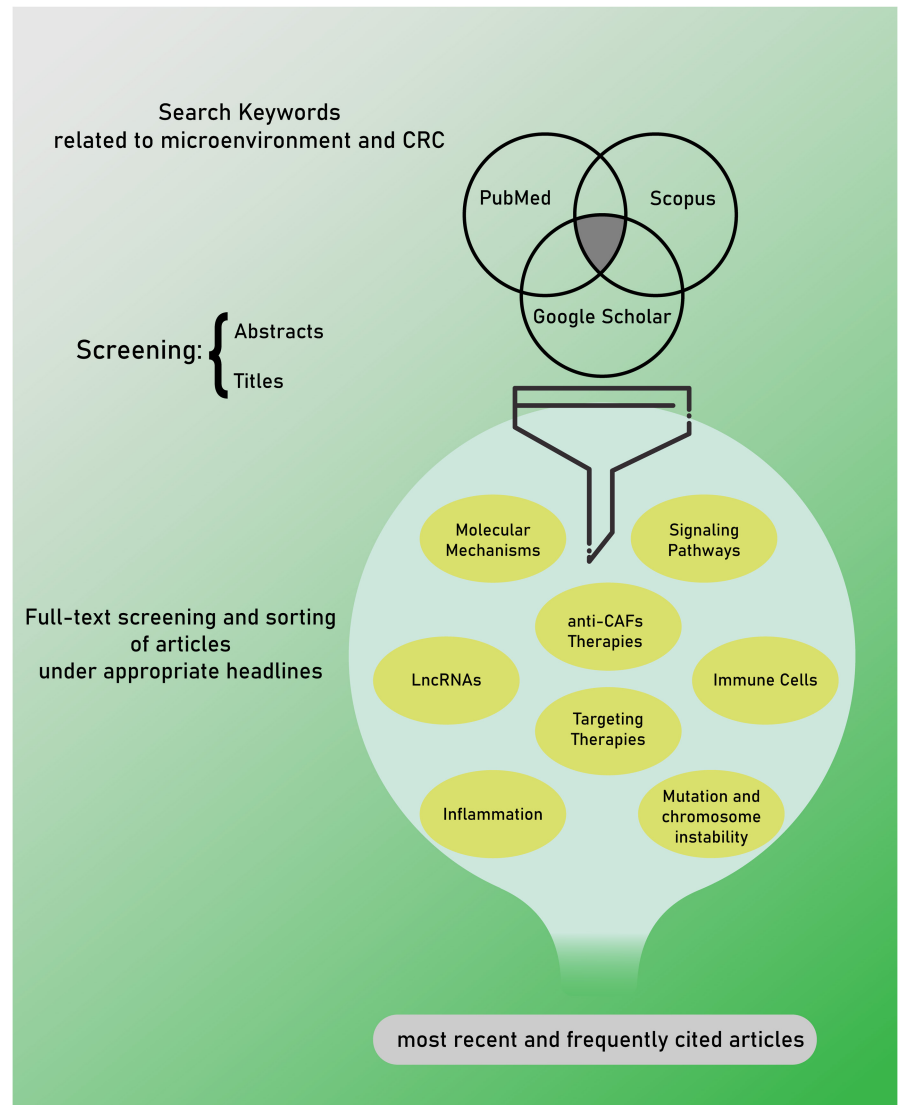 Search Keywords
related to microenvironment and CRC
PubMed
Scopus
Google Scholar
Screening:
Abstracts
Titles
Molecular
Mechanisms
Signaling
Pathways
anti-CAFs
Therapies
Full-text screening and sorting
of articles
under appropriate headlines
LncRNAs
Immune Cells
Targeting
Therapies
Inflammation
Mutation and
chromosome
instability
most recent and frequently cited articles